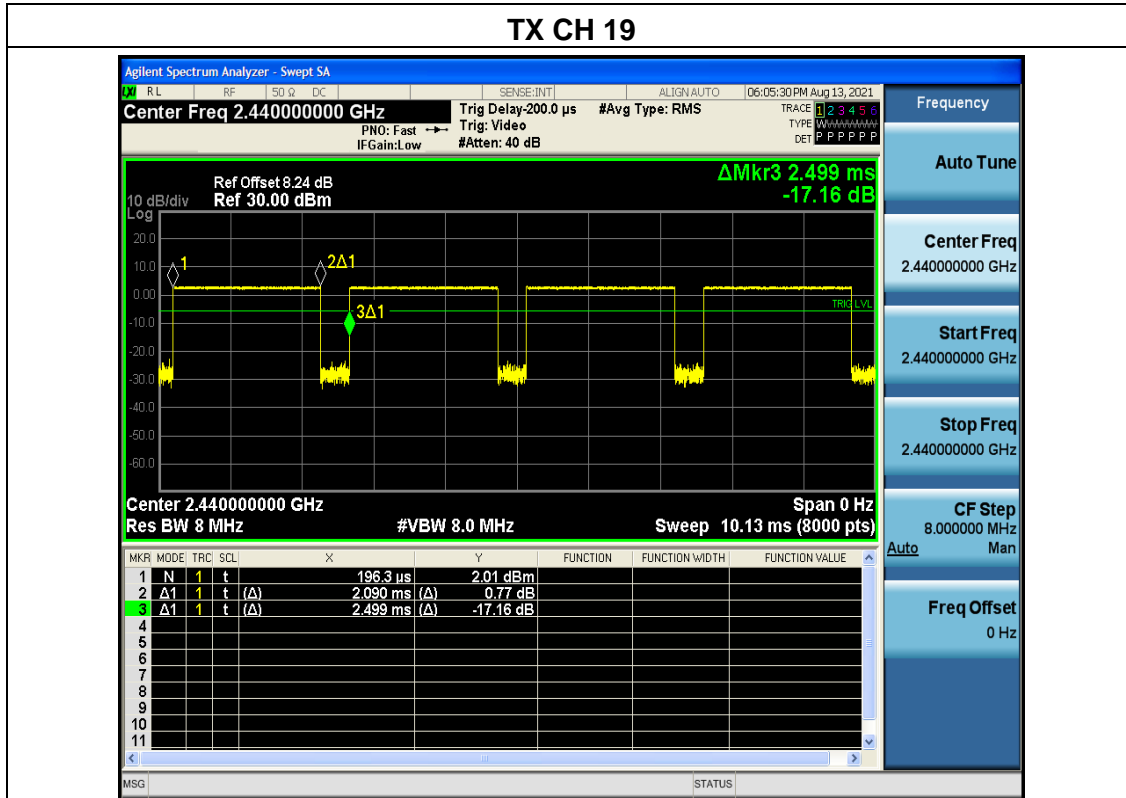 TX CH 19
Agilent Spectrum Analyzer - Swept SA
LXI RL RF 50 Ω DC SENSE:INT ALIGN AUTO 06:05:30 PM Aug 13, 2021
Center Freq 2.440000000 GHz
PNO: Fast
IFGain:Low
Trig Delay-200.0 µs
Trig: Video
#Atten: 40 dB
#Avg Type: RMS
TRACE 1 2 3 4 5 6
TYPE WWWWWW
DET P P P P P P
ΔMkr3 2.499 ms
-17.16 dB
Ref Offset 8.24 dB
10 dB/div Ref 30.00 dBm
Log
20.0
10.0
0.00
-10.0
-20.0
-30.0
-40.0
-50.0
-60.0
1
2Δ1
3Δ1
TRIG LVL
Center 2.440000000 GHz Span 0 Hz
Res BW 8 MHz #VBW 8.0 MHz Sweep 10.13 ms (8000 pts)
MKR MODE TRC SCL X Y FUNCTION FUNCTION WIDTH FUNCTION VALUE
1 N 1 t 196.3 µs 2.01 dBm
2 Δ1 1 t (Δ) 2.090 ms (Δ) 0.77 dB
3 Δ1 1 t (Δ) 2.499 ms (Δ) -17.16 dB
4
5
6
7
8
9
10
11
MSG STATUS
Frequency
Auto Tune
Center Freq
2.440000000 GHz
Start Freq
2.440000000 GHz
Stop Freq
2.440000000 GHz
CF Step
8.000000 MHz
Auto Man
Freq Offset
0 Hz